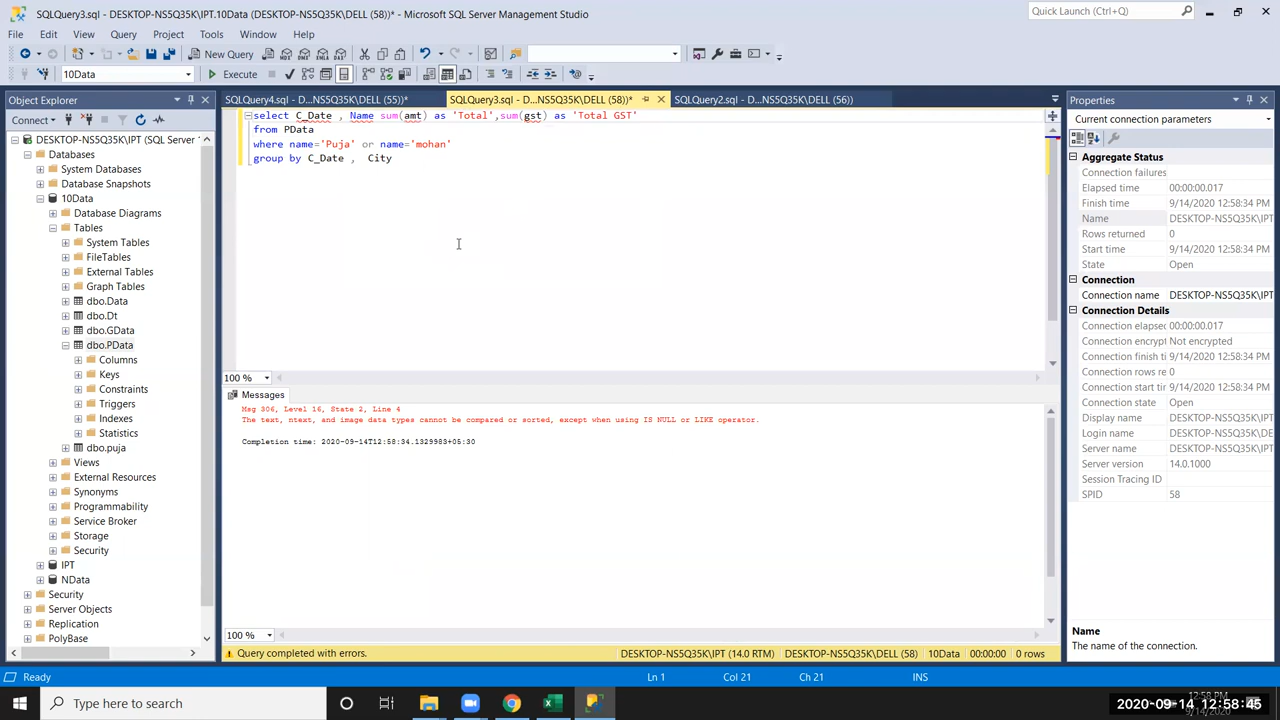 SQLQuery3.sql - DESKTOP-NS5Q35K\IPT.10Data (DESKTOP-NS5Q35K\DELL (58))* - Microsoft SQL Server Management Studio
Quick Launch (Ctrl+Q)
File Edit View Query Project Tools Window Help
New Query
10Data
Execute
Object Explorer
SQLQuery4.sql - D...NS5Q35K\DELL (55))*
SQLQuery3.sql - D...NS5Q35K\DELL (58))*
SQLQuery2.sql - D...NS5Q35K\DELL (56))
Properties
Connect
DESKTOP-NS5Q35K\IPT (SQL Server
Databases
System Databases
Database Snapshots
10Data
Database Diagrams
Tables
System Tables
FileTables
External Tables
Graph Tables
dbo.Data
dbo.Dt
dbo.GData
dbo.PData
Columns
Keys
Constraints
Triggers
Indexes
Statistics
dbo.puja
Views
External Resources
Synonyms
Programmability
Service Broker
Storage
Security
IPT
NData
Security
Server Objects
Replication
PolyBase
select C_Date , Name sum(amt) as 'Total',sum(gst) as 'Total GST'
from PData
where name='Puja' or name='mohan'
group by C_Date , City
100 %
Messages
Msg 306, Level 16, State 2, Line 4
The text, ntext, and image data types cannot be compared or sorted, except when using IS NULL or LIKE operator.
Completion time: 2020-09-14T12:58:34.1329983+05:30
100 %
Query completed with errors.
DESKTOP-NS5Q35K\IPT (14.0 RTM)
DESKTOP-NS5Q35K\DELL (58)
10Data
00:00:00
0 rows
Current connection parameters
Aggregate Status
Connection failures
Elapsed time 00:00:00.017
Finish time 9/14/2020 12:58:34 PM
Name DESKTOP-NS5Q35K\IPT
Rows returned 0
Start time 9/14/2020 12:58:34 PM
State Open
Connection
Connection name DESKTOP-NS5Q35K\IPT
Connection Details
Connection elapse 00:00:00.017
Connection encryp Not encrypted
Connection finish ti 9/14/2020 12:58:34 PM
Connection rows re 0
Connection start tir 9/14/2020 12:58:34 PM
Connection state Open
Display name DESKTOP-NS5Q35K\IPT
Login name DESKTOP-NS5Q35K\DEL
Server name DESKTOP-NS5Q35K\IPT
Server version 14.0.1000
Session Tracing ID
SPID 58
Name
The name of the connection.
Ready
Ln 1
Col 21
Ch 21
INS
Type here to search
12:58 PM
9/14/2020
2020-09-14 12:58:45